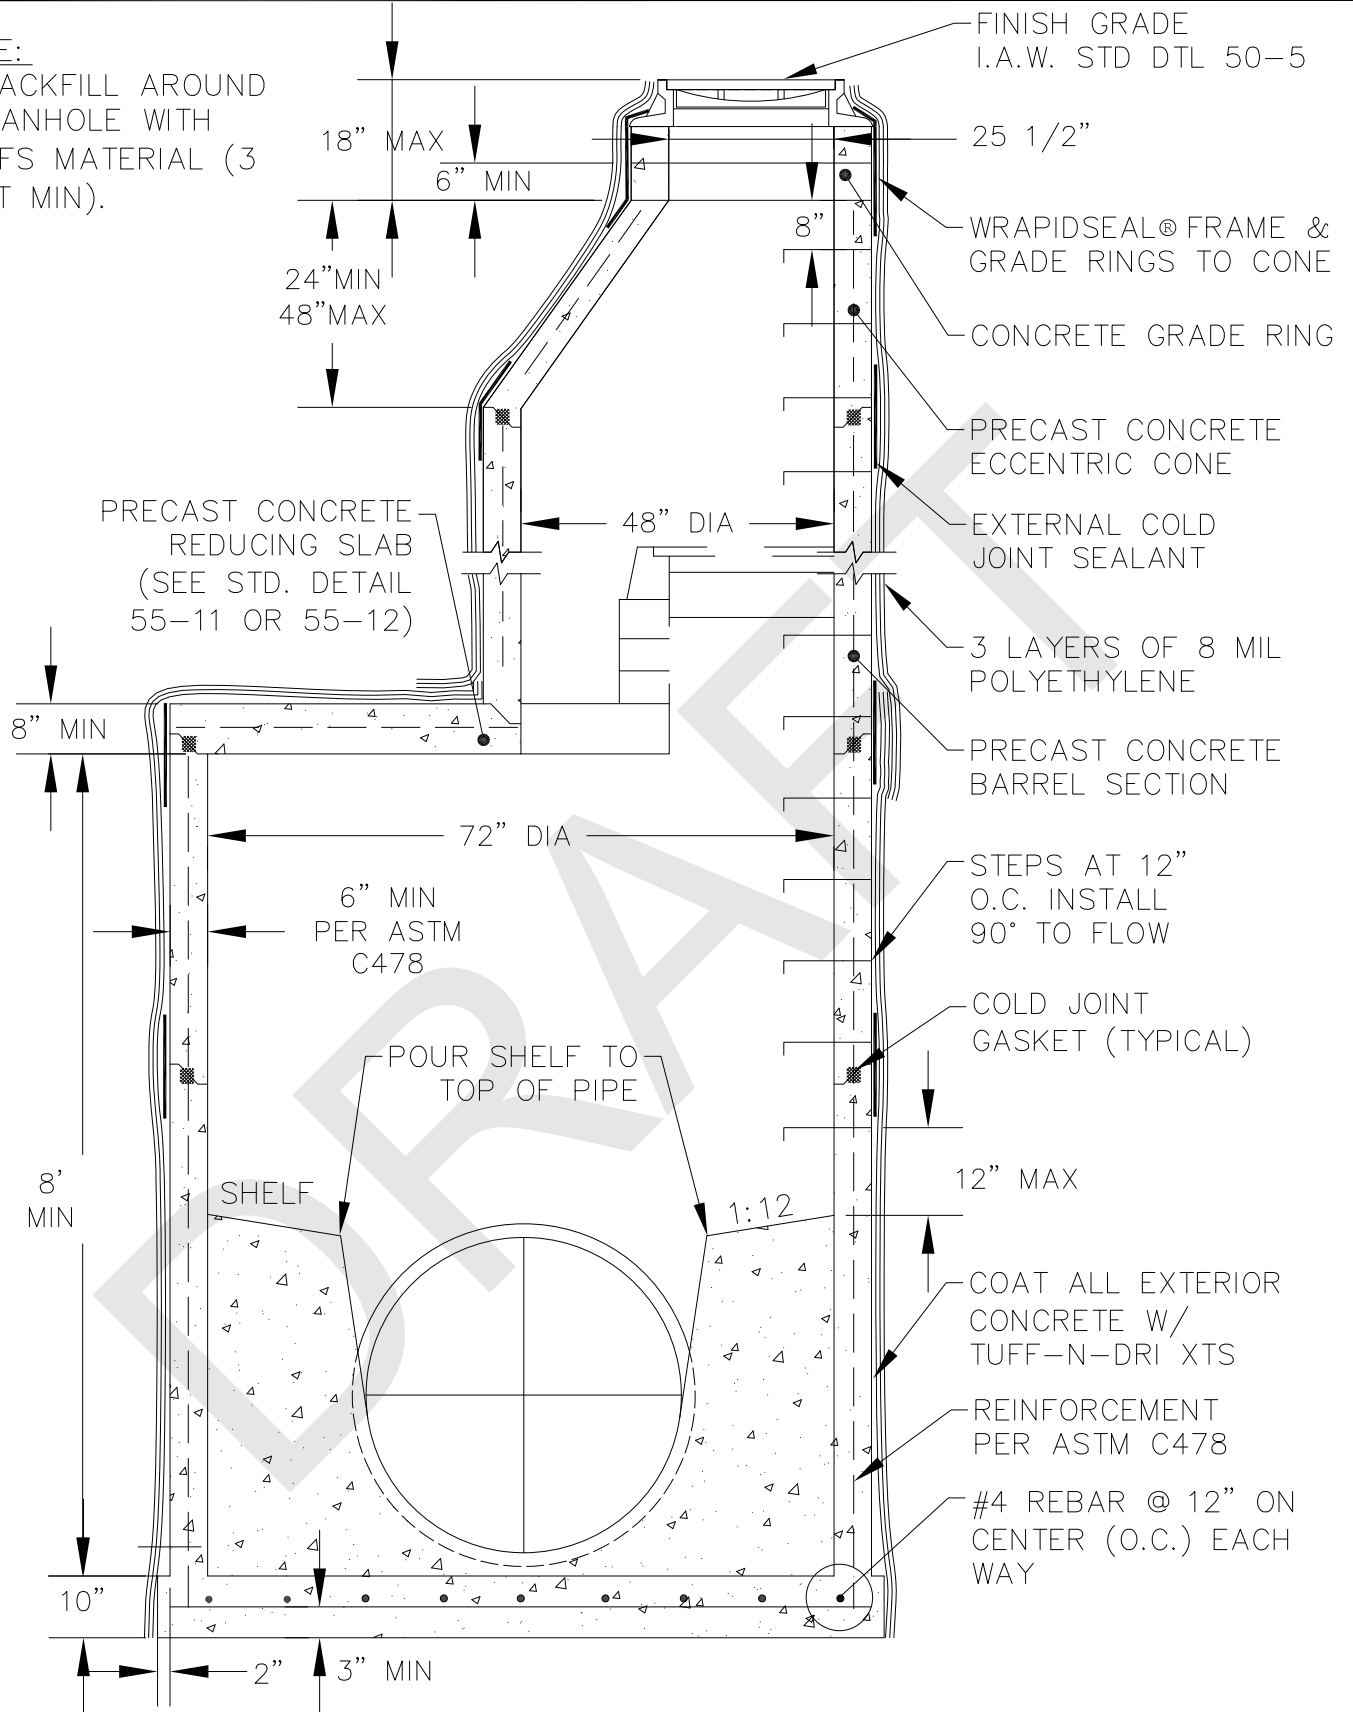 E:
ACKFILL AROUND
ANHOLE WITH
FS MATERIAL (3
T MIN).
FINISH GRADE
I.A.W. STD DTL 50-5
18" MAX
6" MIN
25 1/2"
8"
WRAPIDSEAL® FRAME &
GRADE RINGS TO CONE
24"MIN
48"MAX
CONCRETE GRADE RING
PRECAST CONCRETE
ECCENTRIC CONE
PRECAST CONCRETE
REDUCING SLAB
(SEE STD. DETAIL
55-11 OR 55-12)
48" DIA
EXTERNAL COLD
JOINT SEALANT
3 LAYERS OF 8 MIL
POLYETHYLENE
8" MIN
PRECAST CONCRETE
BARREL SECTION
72" DIA
6" MIN
PER ASTM
C478
STEPS AT 12"
O.C. INSTALL
90° TO FLOW
COLD JOINT
GASKET (TYPICAL)
POUR SHELF TO
TOP OF PIPE
8'
MIN
SHELF
1:12
12" MAX
COAT ALL EXTERIOR
CONCRETE W/
TUFF-N-DRI XTS
REINFORCEMENT
PER ASTM C478
#4 REBAR @ 12" ON
CENTER (O.C.) EACH
WAY
10"
2"
3" MIN
DRAFT